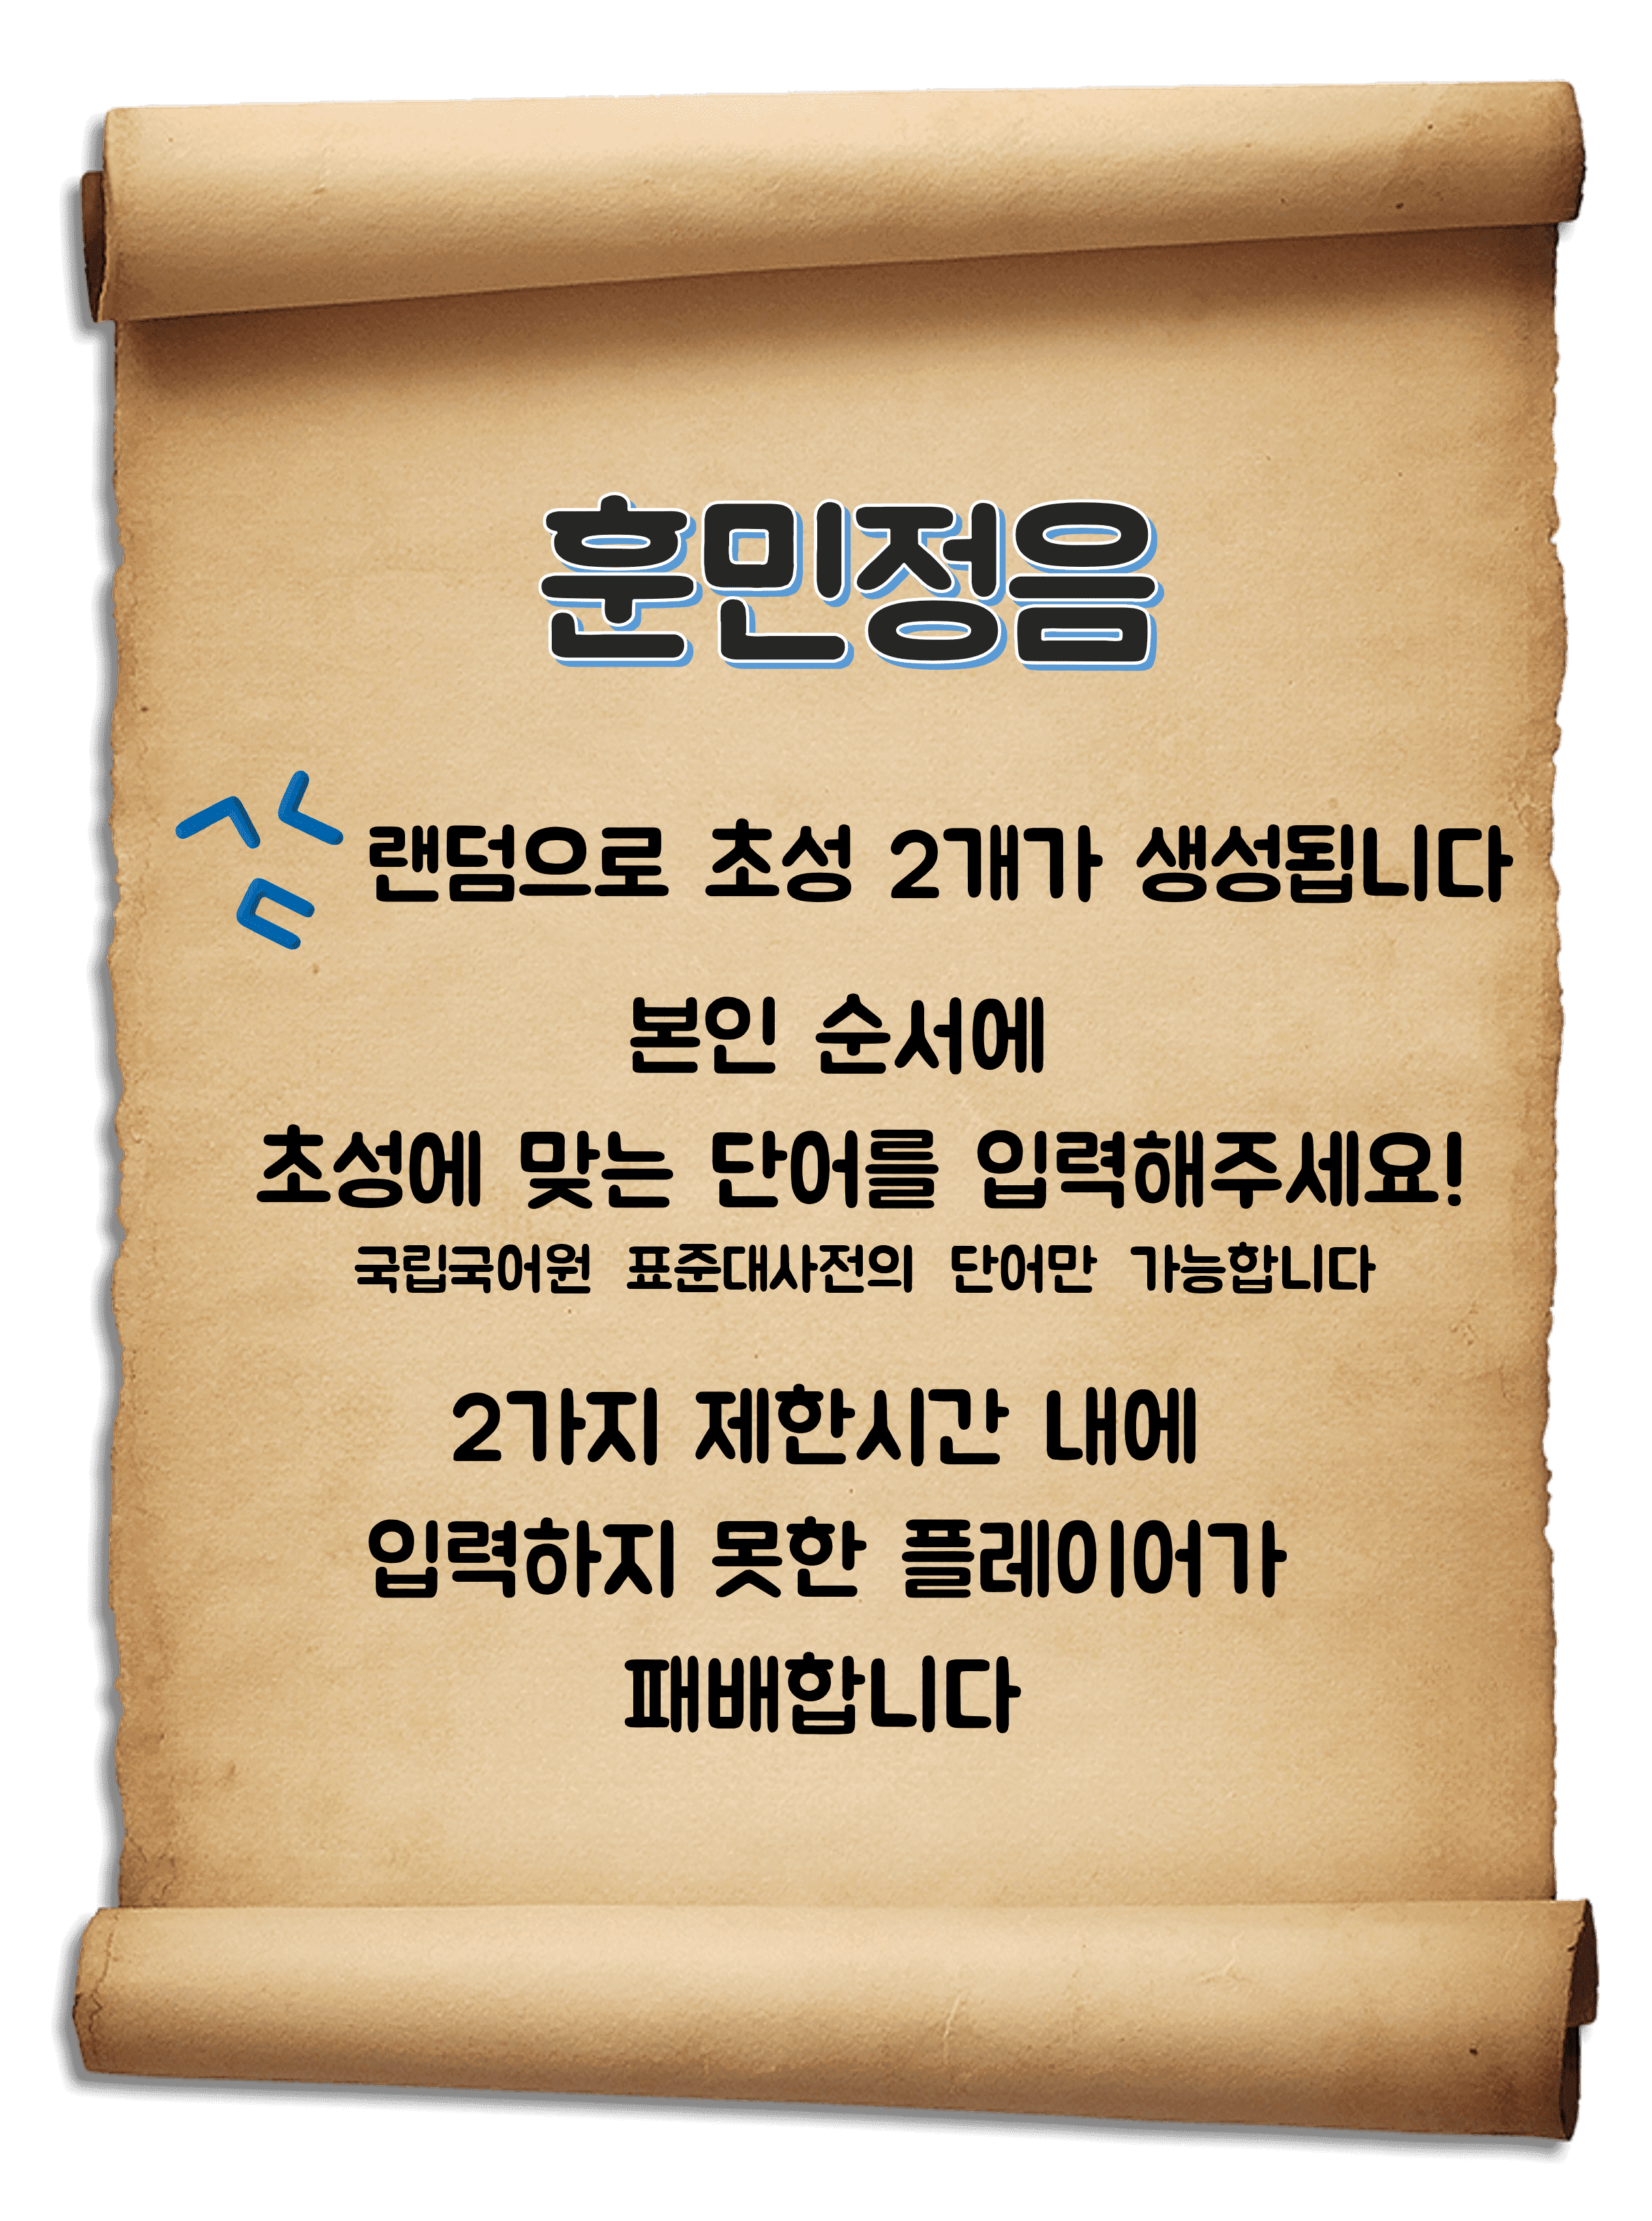 훈민정음
ㄱ ㄴ
ㄷ
랜덤으로 초성 2개가 생성됩니다
본인 순서에
초성에 맞는 단어를 입력해주세요!
국립국어원 표준대사전의 단어만 가능합니다
2가지 제한시간 내에
입력하지 못한 플레이어가
패배합니다